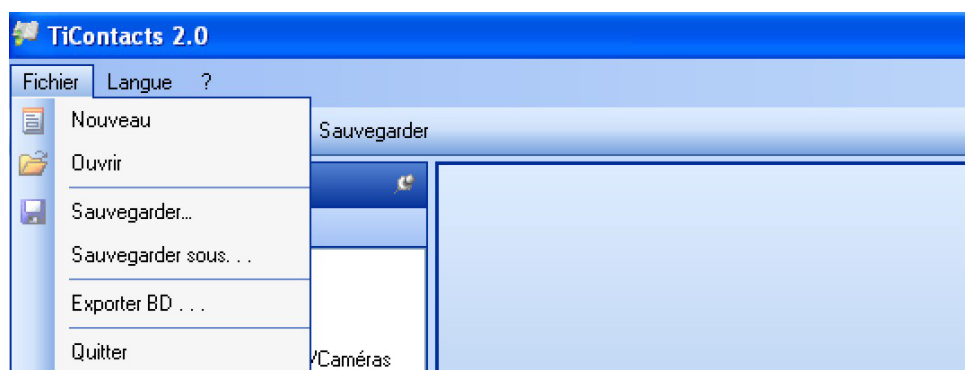 TiContacts 2.0
Fichier Langue ?
Nouveau
Sauvegarder
Ouvrir
Sauvegarder...
Sauvegarder sous. . .
Exporter BD . . .
Quitter
/Caméras